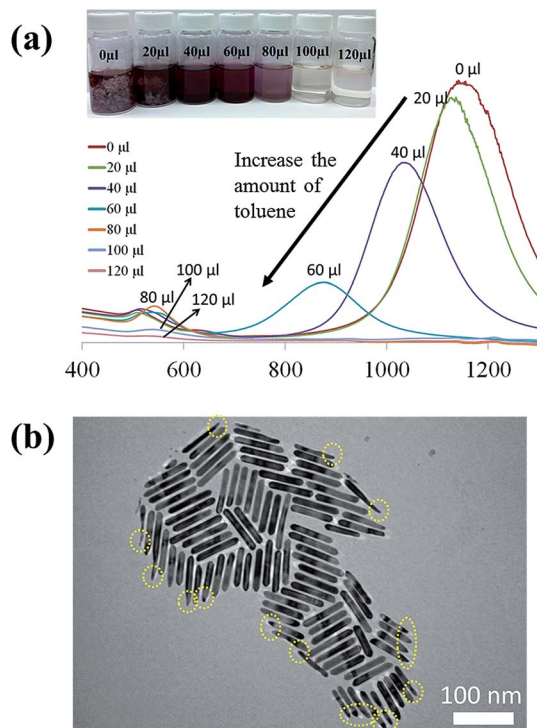 (a)
0µl 20µl 40µl 60µl 80µl 100µl 120µl
0 µl
20 µl
40 µl
60 µl
80 µl
100 µl
120 µl
Increase the
amount of
toluene
0 µl
20 µl
40 µl
60 µl
100 µl
80 µl
120 µl
400 600 800 1000 1200
(b)
100 nm